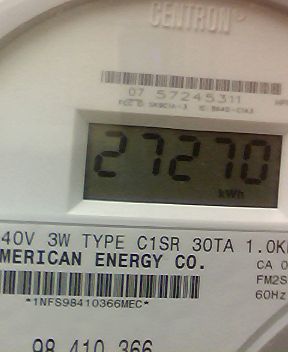 CENTRON
07 57245311
27270
kWh
40V 3W TYPE C1SR 30TA 1.0K
MERICAN ENERGY CO.
CA 0
FM2S
60Hz
*1NFS98410366MEC*
98 410 366